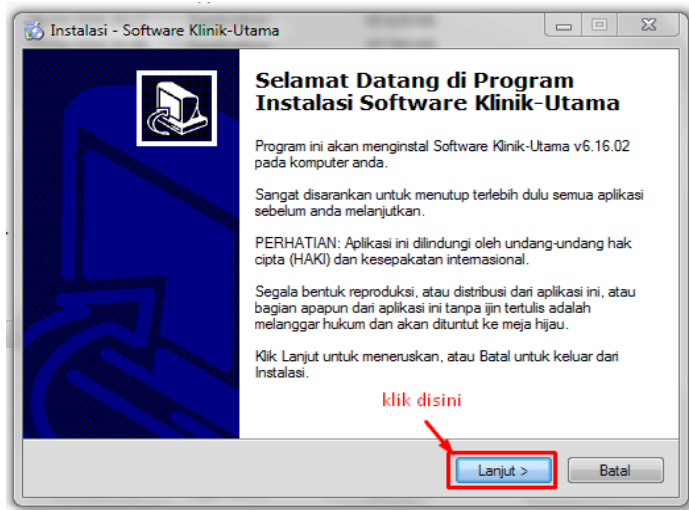 Instalasi - Software Klinik-Utama
Selamat Datang di Program
Instalasi Software Klinik-Utama
Program ini akan menginstal Software Klinik-Utama v6.16.02
pada komputer anda.
Sangat disarankan untuk menutup terlebih dulu semua aplikasi
sebelum anda melanjutkan.
PERHATIAN: Aplikasi ini dilindungi oleh undang-undang hak
cipta (HAKI) dan kesepakatan internasional.
Segala bentuk reproduksi, atau distribusi dari aplikasi ini, atau
bagian apapun dari aplikasi ini tanpa ijin tertulis adalah
melanggar hukum dan akan dituntut ke meja hijau.
Klik Lanjut untuk meneruskan, atau Batal untuk keluar dari
Instalasi.
klik disini
Lanjut >
Batal